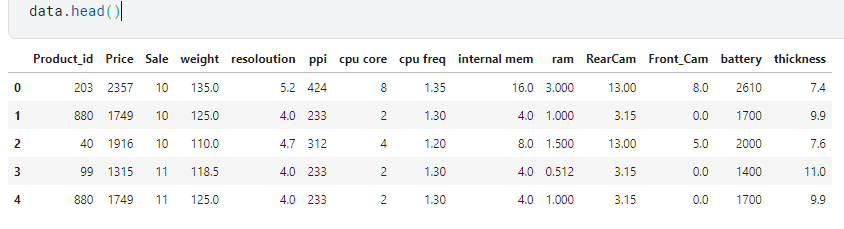 data.head()
Product_id Price Sale weight resoloution ppi cpu core cpu freq internal mem ram RearCam Front_Cam battery thickness
0 203 2357 10 135.0 5.2 424 8 1.35 16.0 3.000 13.00 8.0 2610 7.4
1 880 1749 10 125.0 4.0 233 2 1.30 4.0 1.000 3.15 0.0 1700 9.9
2 40 1916 10 110.0 4.7 312 4 1.20 8.0 1.500 13.00 5.0 2000 7.6
3 99 1315 11 118.5 4.0 233 2 1.30 4.0 0.512 3.15 0.0 1400 11.0
4 880 1749 11 125.0 4.0 233 2 1.30 4.0 1.000 3.15 0.0 1700 9.9